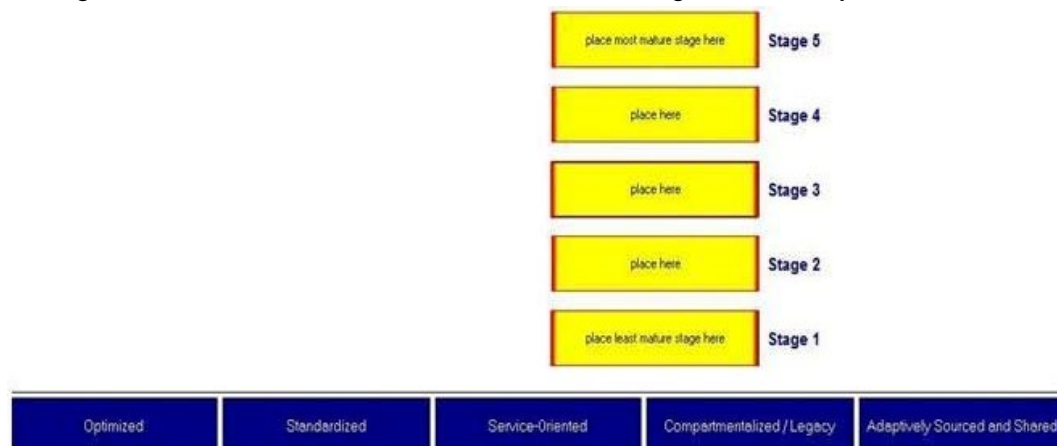 place most mature stage here Stage 5
place here Stage 4
place here Stage 3
place here Stage 2
place least mature stage here Stage 1
Optimized Standardized Service-Oriented Compartmentalized / Legacy Adaptively Sourced and Shared